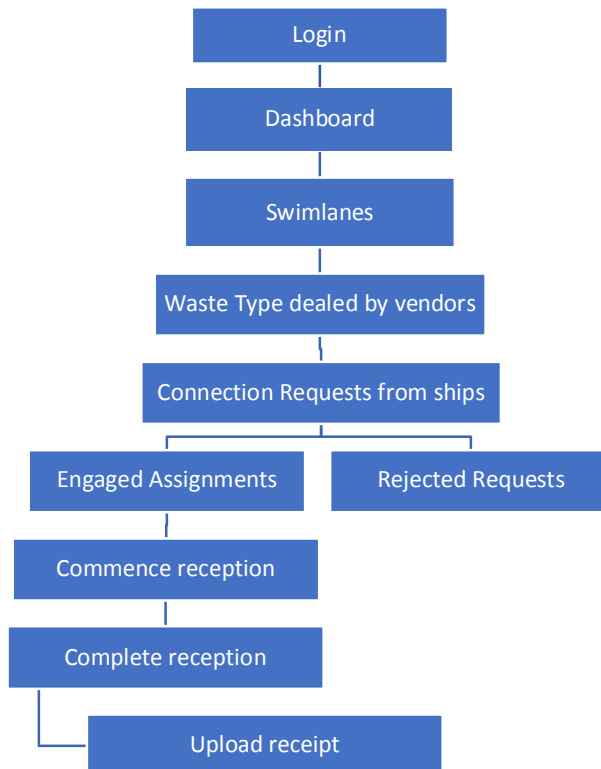 Login
Dashboard
Swimlanes
Waste Type dealed by vendors
Connection Requests from ships
Engaged Assignments
Rejected Requests
Commence reception
Complete reception
Upload receipt